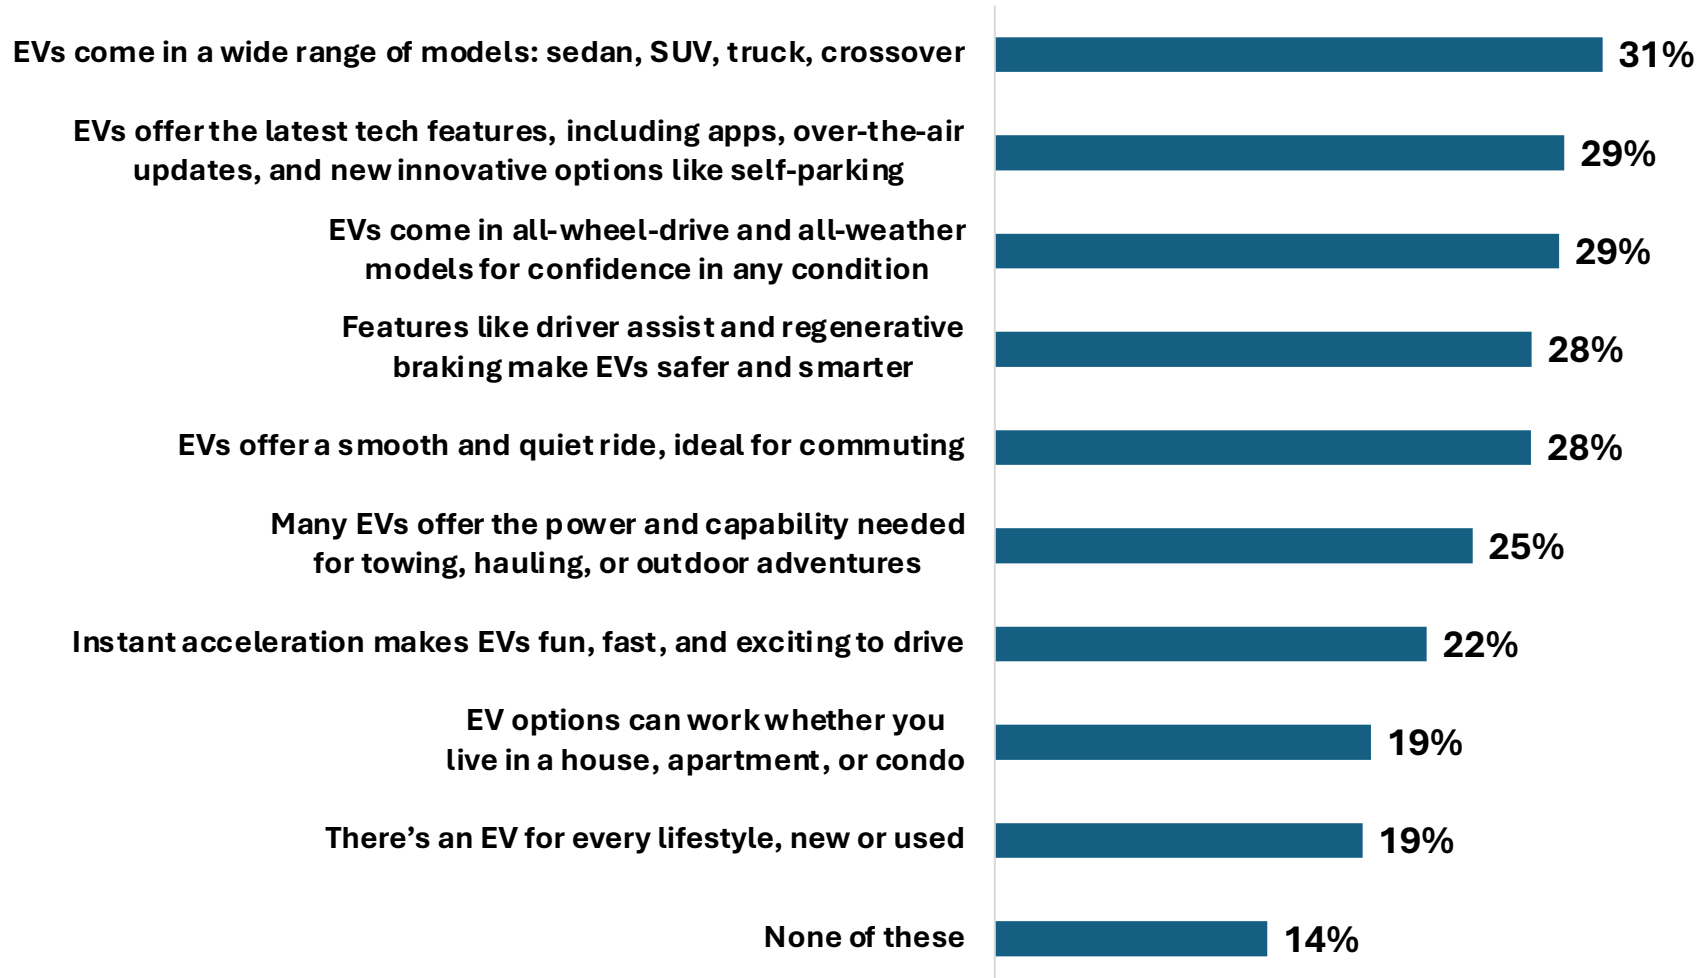 EVs come in a wide range of models: sedan, SUV, truck, crossover
31%
EVs offer the latest tech features, including apps, over-the-air
updates, and new innovative options like self-parking
29%
EVs come in all-wheel-drive and all-weather
models for confidence in any condition
29%
Features like driver assist and regenerative
braking make EVs safer and smarter
28%
EVs offer a smooth and quiet ride, ideal for commuting
28%
Many EVs offer the power and capability needed
for towing, hauling, or outdoor adventures
25%
Instant acceleration makes EVs fun, fast, and exciting to drive
22%
EV options can work whether you
live in a house, apartment, or condo
19%
There’s an EV for every lifestyle, new or used
19%
None of these
14%